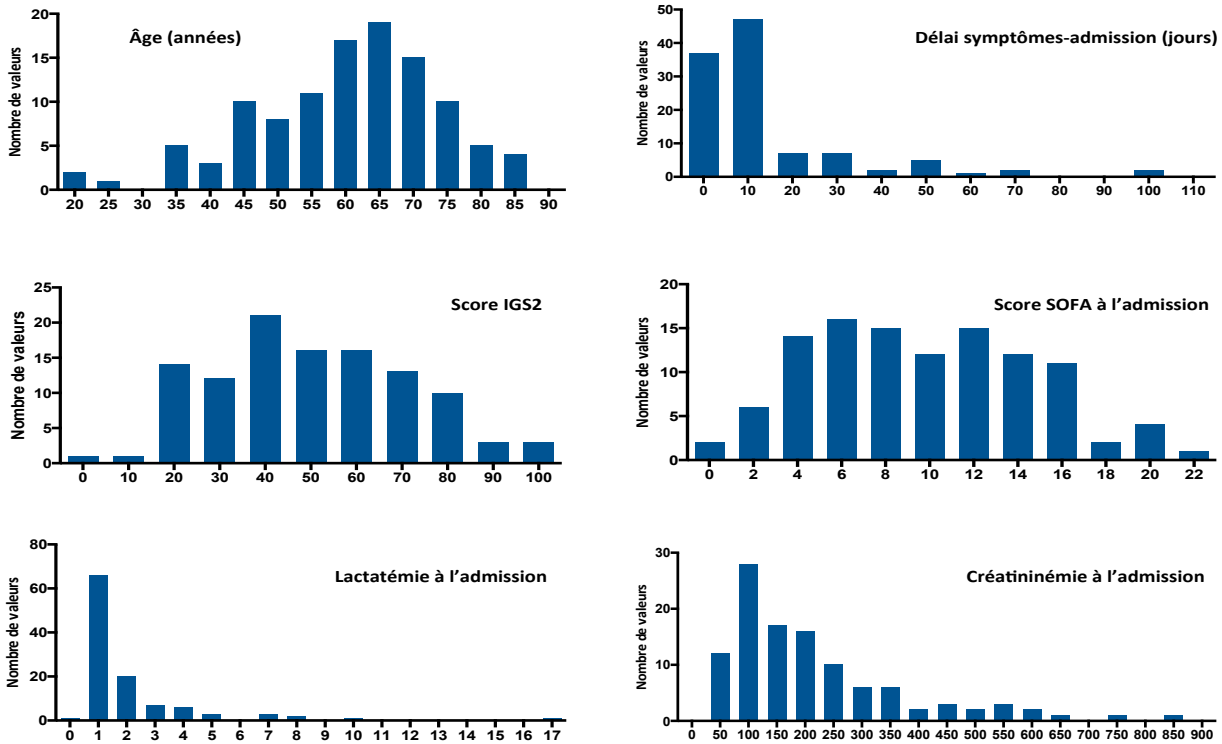 Âge (années)
Nombre de valeurs
20
15
10
5
0
20 25 30 35 40 45 50 55 60 65 70 75 80 85 90
Délai symptômes-admission (jours)
Nombre de valeurs
50
40
30
20
10
0
0 10 20 30 40 50 60 70 80 90 100 110
Score IGS2
Nombre de valeurs
25
20
15
10
5
0
0 10 20 30 40 50 60 70 80 90 100
Score SOFA à l’admission
Nombre de valeurs
20
15
10
5
0
0 2 4 6 8 10 12 14 16 18 20 22
Lactatémie à l’admission
Nombre de valeurs
80
60
40
20
0
0 1 2 3 4 5 6 7 8 9 10 11 12 13 14 15 16 17
Créatininémie à l’admission
Nombre de valeurs
30
20
10
0
0 50 100 150 200 250 300 350 400 450 500 550 600 650 700 750 800 850 900